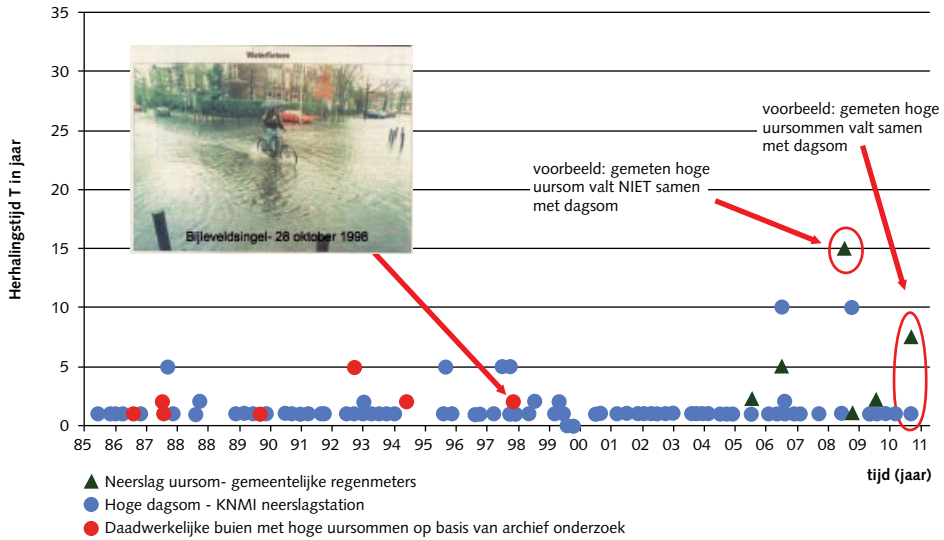 35
30
25
20
15
10
5
0
Herhalingstijd T in jaar
Waterfietsen
Bijleveldsingel- 28 oktober 1998
voorbeeld: gemeten hoge
uursom valt NIET samen
met dagsom
voorbeeld: gemeten hoge
uursommen valt samen
met dagsom
85 86 87 88 88 89 90 91 92 93 94 95 96 97 98 99 00 01 02 03 04 05 06 07 08 09 10 11
tijd (jaar)
Neerslag uursom- gemeentelijke regenmeters
Hoge dagsom - KNMI neerslagstation
Daadwerkelijke buien met hoge uursommen op basis van archief onderzoek